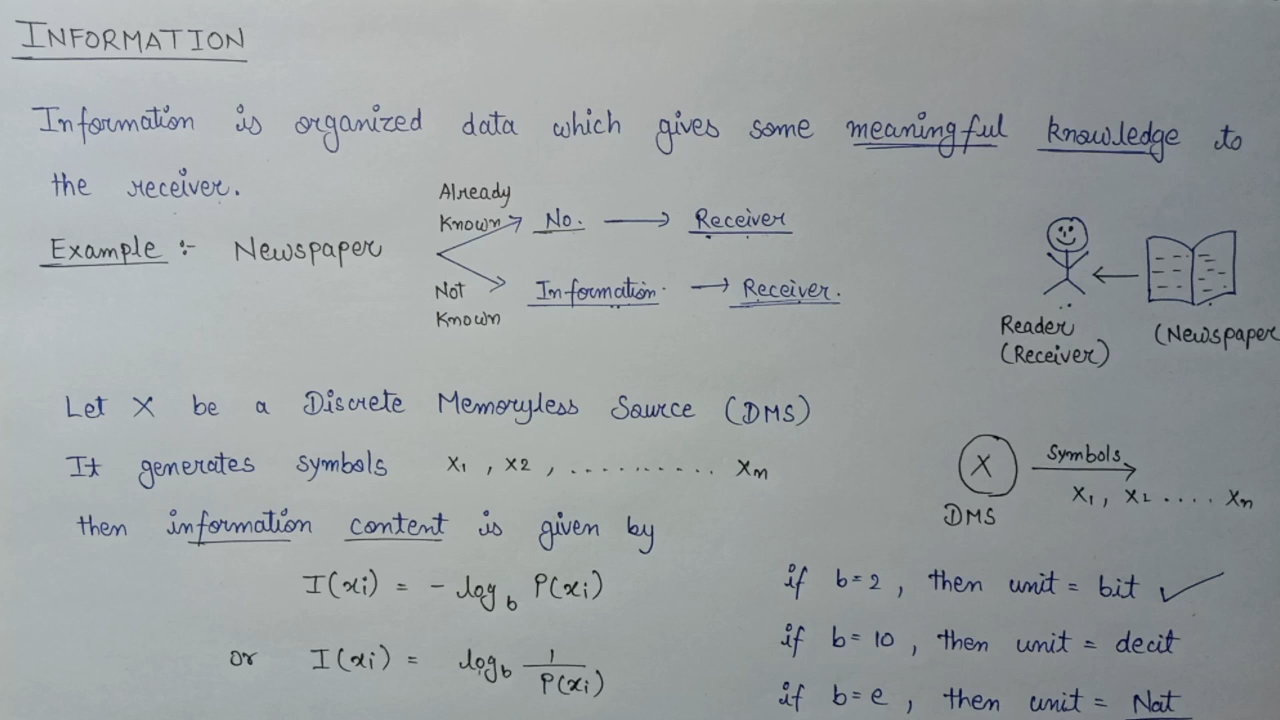 INFORMATION
Information is organized data which gives some meaningful knowledge to
the receiver.
Already
Known No. → Receiver
Example :- Newspaper
Not
Known Information. → Receiver.
Reader
(Receiver)
(Newspaper
Let X be a Discrete Memoryless Source (DMS)
It generates symbols x₁, x₂, .......... xₘ
then information content is given by
X Symbols
x₁, x₂ .... xₘ
DMS
I(xᵢ) = - log_b P(xᵢ)
or I(xᵢ) = log_b 1/P(xᵢ)
if b=2, then unit = bit ✓
if b=10, then unit = decit
if b=e, then unit = Nat